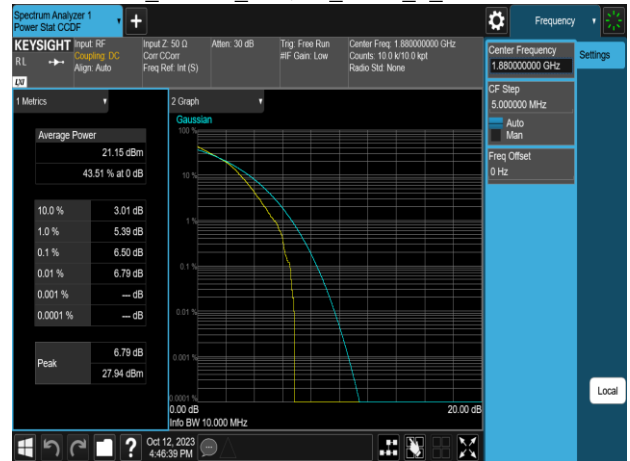 Spectrum Analyzer 1
Power Stat CCDF
+
Frequency
KEYSIGHT
RL
LXI
Input: RF
Coupling: DC
Align: Auto
Input Z: 50 Ω
Corr CCorr
Freq Ref: Int (S)
Atten: 30 dB
Trig: Free Run
#IF Gain: Low
Center Freq: 1.880000000 GHz
Counts: 10.0 k/10.0 kpt
Radio Std: None
Center Frequency
1.880000000 GHz
Settings
CF Step
5.000000 MHz
Auto
Man
Freq Offset
0 Hz
1 Metrics
Average Power
21.15 dBm
43.51 % at 0 dB
10.0 % 3.01 dB
1.0 % 5.39 dB
0.1 % 6.50 dB
0.01 % 6.79 dB
0.001 % --- dB
0.0001 % --- dB
Peak 6.79 dB
27.94 dBm
2 Graph
Gaussian
100 %
10 %
1 %
0.1 %
0.01 %
0.001 %
0.0001 %
0.00 dB 20.00 dB
Info BW 10.000 MHz
Local
?
Oct 12, 2023
4:46:39 PM